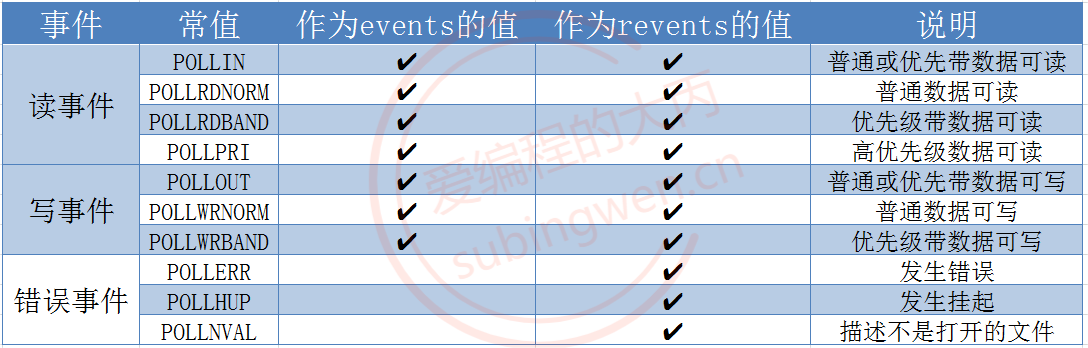 事件 常值 作为events的值 作为revents的值 说明
读事件
POLLIN ✔ ✔ 普通或优先带数据可读
POLLRDNORM ✔ ✔ 普通数据可读
POLLRDBAND ✔ ✔ 优先级带数据可读
POLLPRI ✔ ✔ 高优先级数据可读
写事件
POLLOUT ✔ ✔ 普通或优先带数据可写
POLLWRNORM ✔ ✔ 普通数据可写
POLLWRBAND ✔ ✔ 优先级带数据可写
错误事件
POLLERR ✔ 发生错误
POLLHUP ✔ 发生挂起
POLLNVAL ✔ 描述不是打开的文件
爱编程的大丙
subingwen.cn